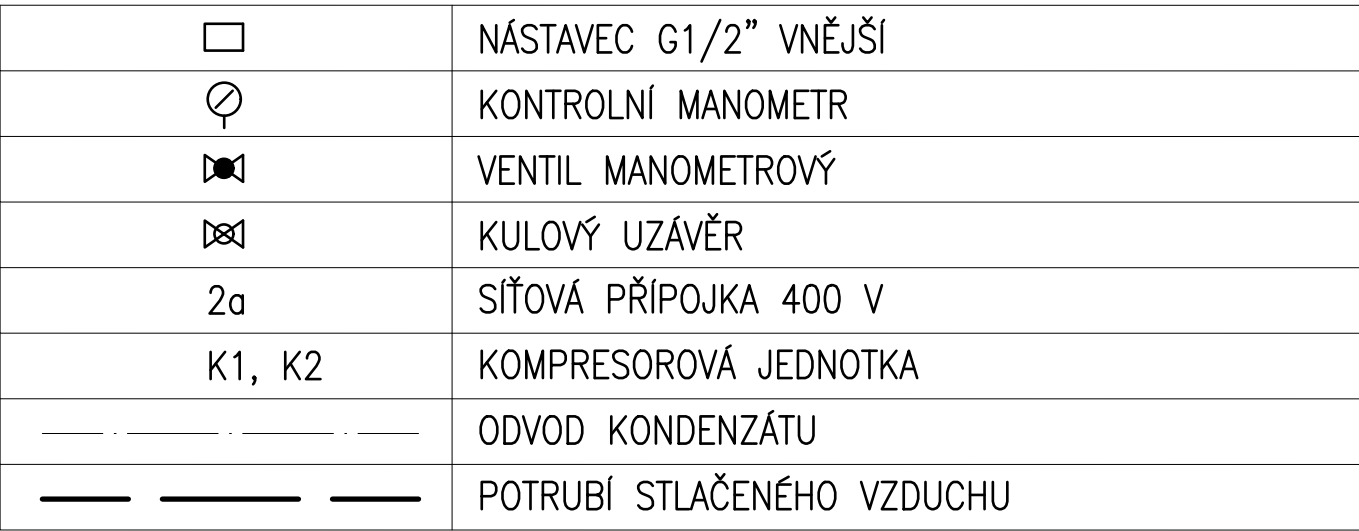 NÁSTAVEC G1/2” VNĚJŠÍ
KONTROLNÍ MANOMETR
VENTIL MANOMETROVÝ
KULOVÝ UZÁVĚR
2a SÍŤOVÁ PŘÍPOJKA 400 V
K1, K2 KOMPRESOROVÁ JEDNOTKA
ODVOD KONDENZÁTU
POTRUBÍ STLAČENÉHO VZDUCHU